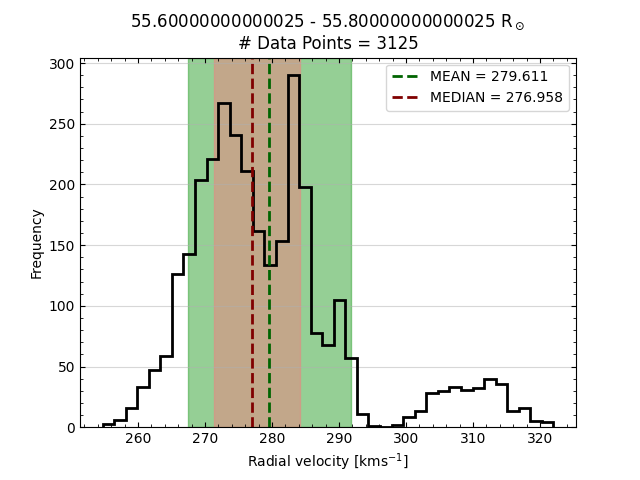 55.60000000000025 - 55.80000000000025 R⊙
# Data Points = 3125
MEAN = 279.611
MEDIAN = 276.958
300
250
200
150
100
50
0
Frequency
260 270 280 290 300 310 320
Radial velocity [kms⁻¹]